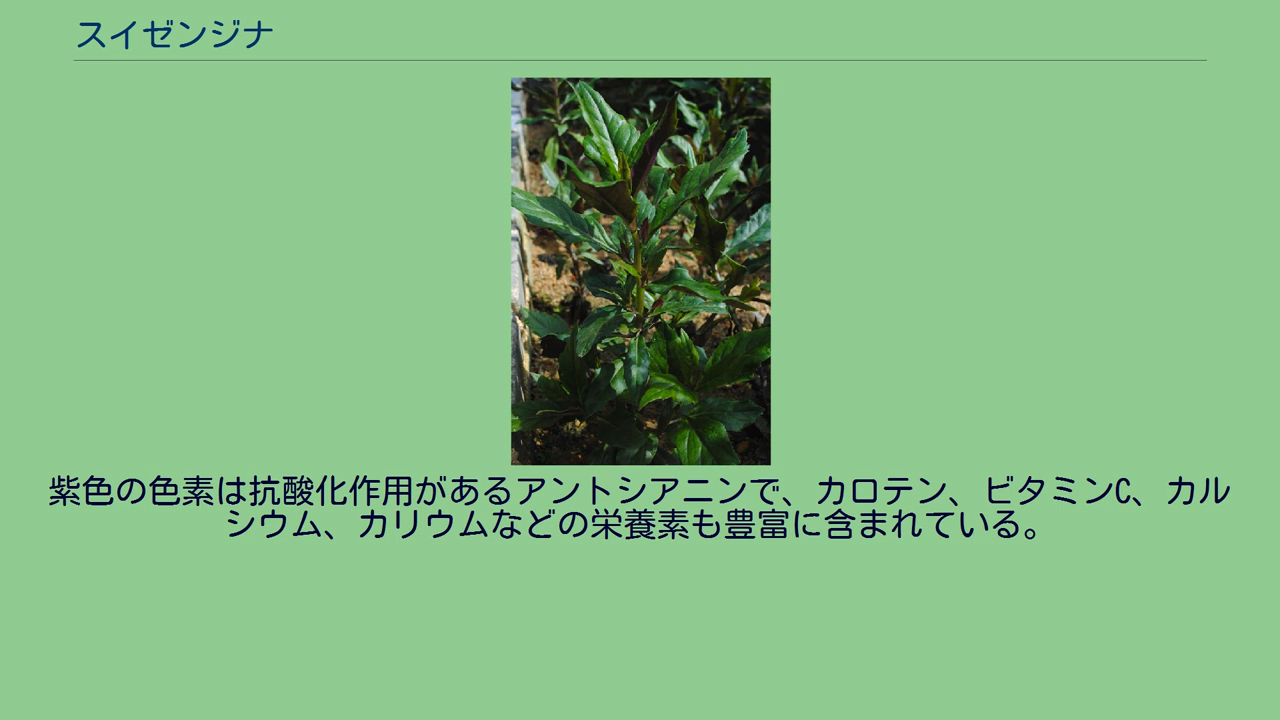 スイゼンジナ
紫色の色素は抗酸化作用があるアントシアニンで、カロテン、ビタミンC、カル
シウム、カリウムなどの栄養素も豊富に含まれている。